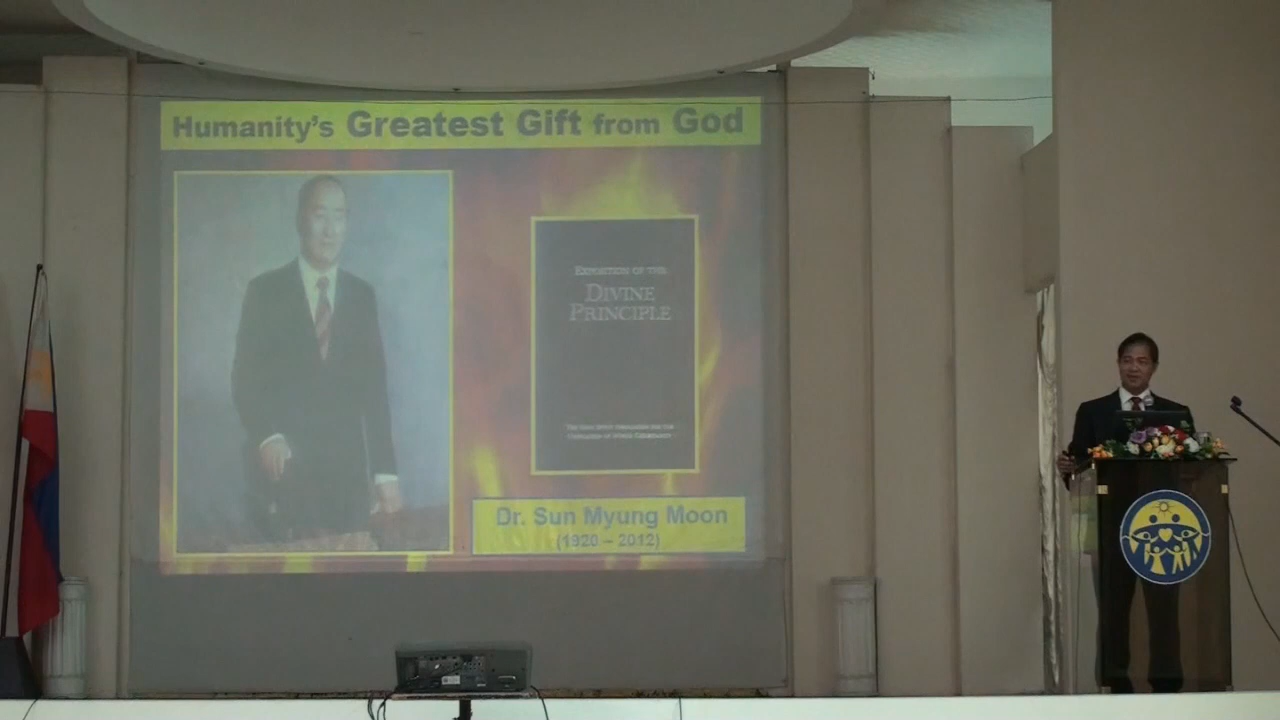 Humanity's Greatest Gift from God
EXPOSITION OF THE
DIVINE
PRINCIPLE
Dr. Sun Myung Moon
(1920 – 2012)